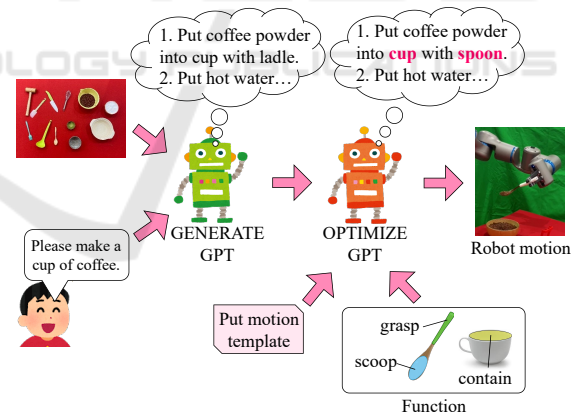 1. Put coffee powder
into cup with ladle.
2. Put hot water…
1. Put coffee powder
into cup with spoon.
2. Put hot water…
Please make a
cup of coffee.
GENERATE
GPT
OPTIMIZE
GPT
Robot motion
Put motion
template
grasp
scoop
contain
Function